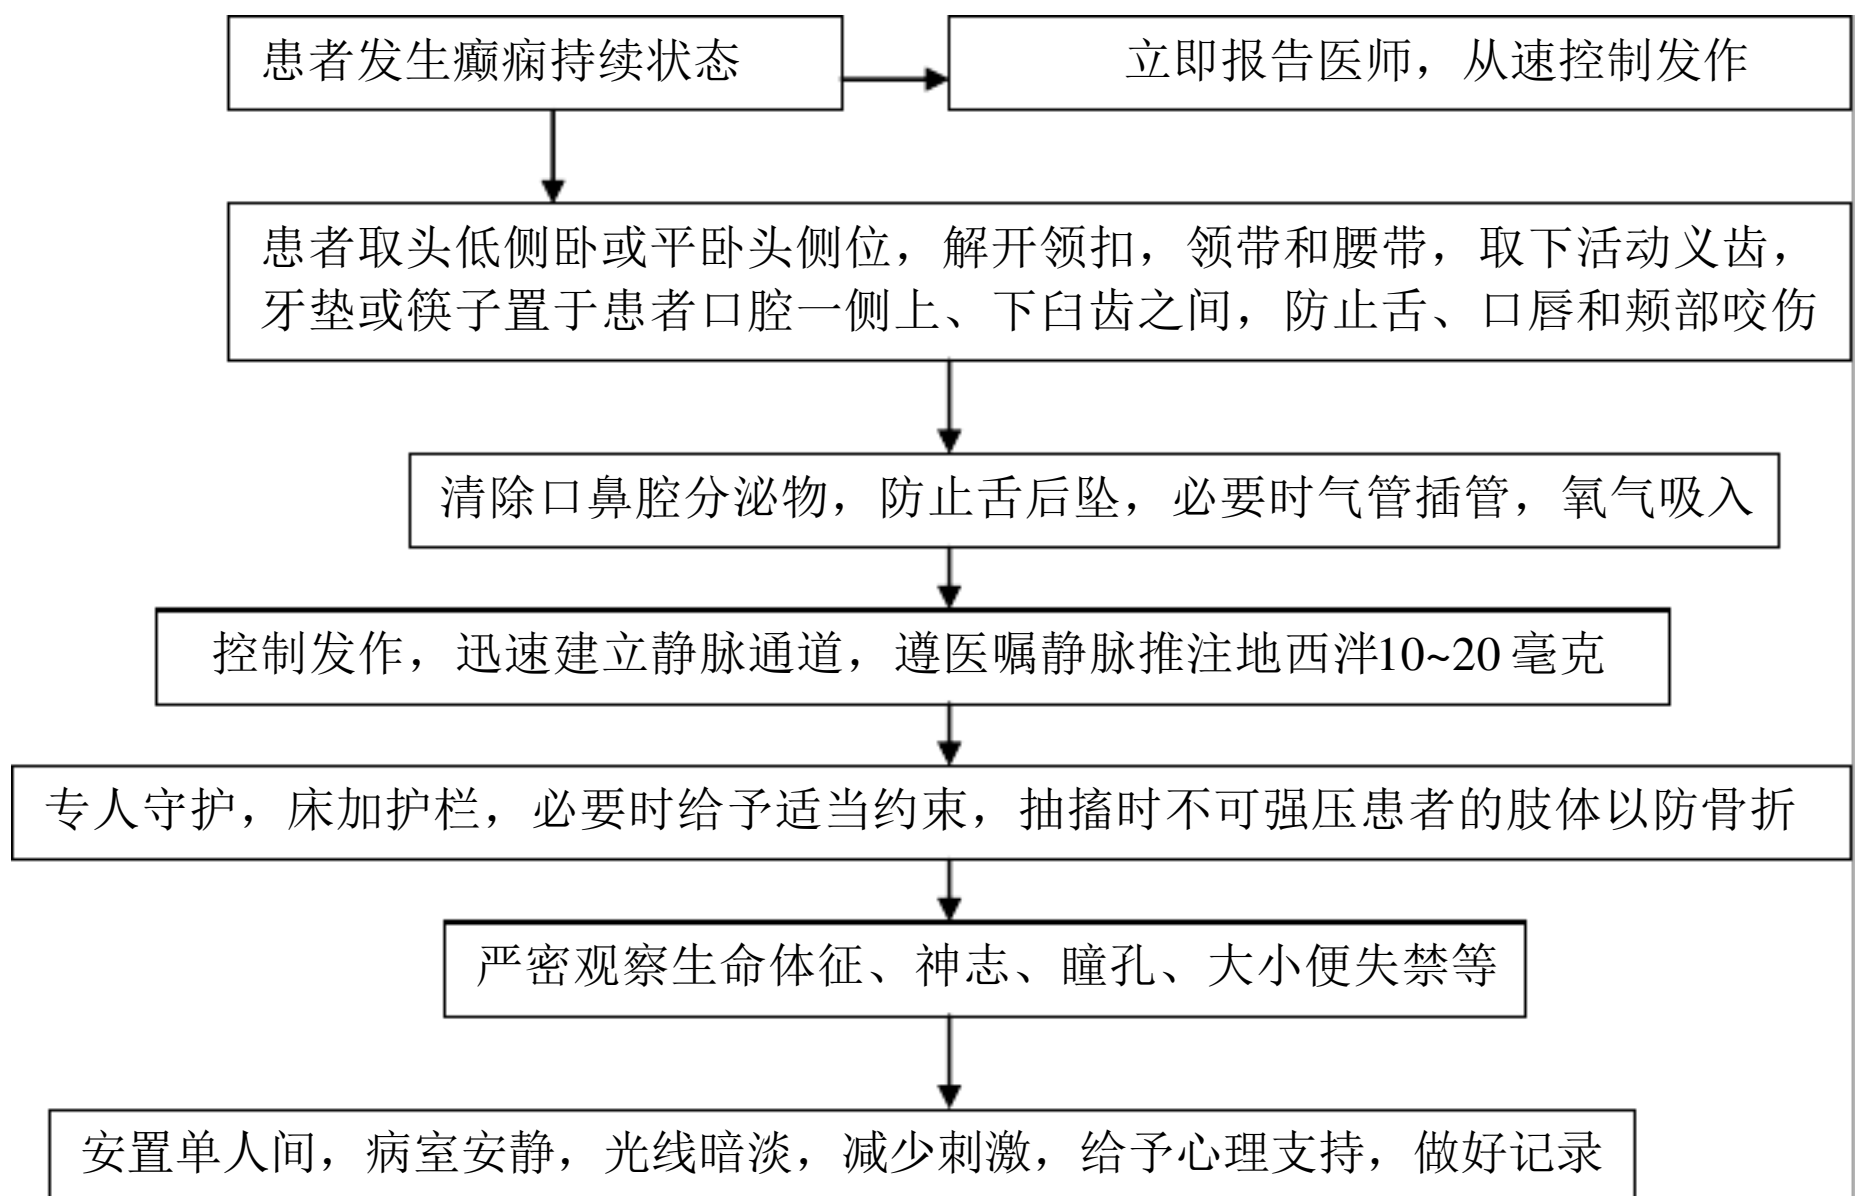 患者发生癫痫持续状态
立即报告医师，从速控制发作
患者取头低侧卧或平卧头侧位，解开领扣，领带和腰带，取下活动义齿，
牙垫或筷子置于患者口腔一侧上、下臼齿之间，防止舌、口唇和颊部咬伤
清除口鼻腔分泌物，防止舌后坠，必要时气管插管，氧气吸入
控制发作，迅速建立静脉通道，遵医嘱静脉推注地西泮10~20毫克
专人守护，床加护栏，必要时给予适当约束，抽搐时不可强压患者的肢体以防骨折
严密观察生命体征、神志、瞳孔、大小便失禁等
安置单人间，病室安静，光线暗淡，减少刺激，给予心理支持，做好记录